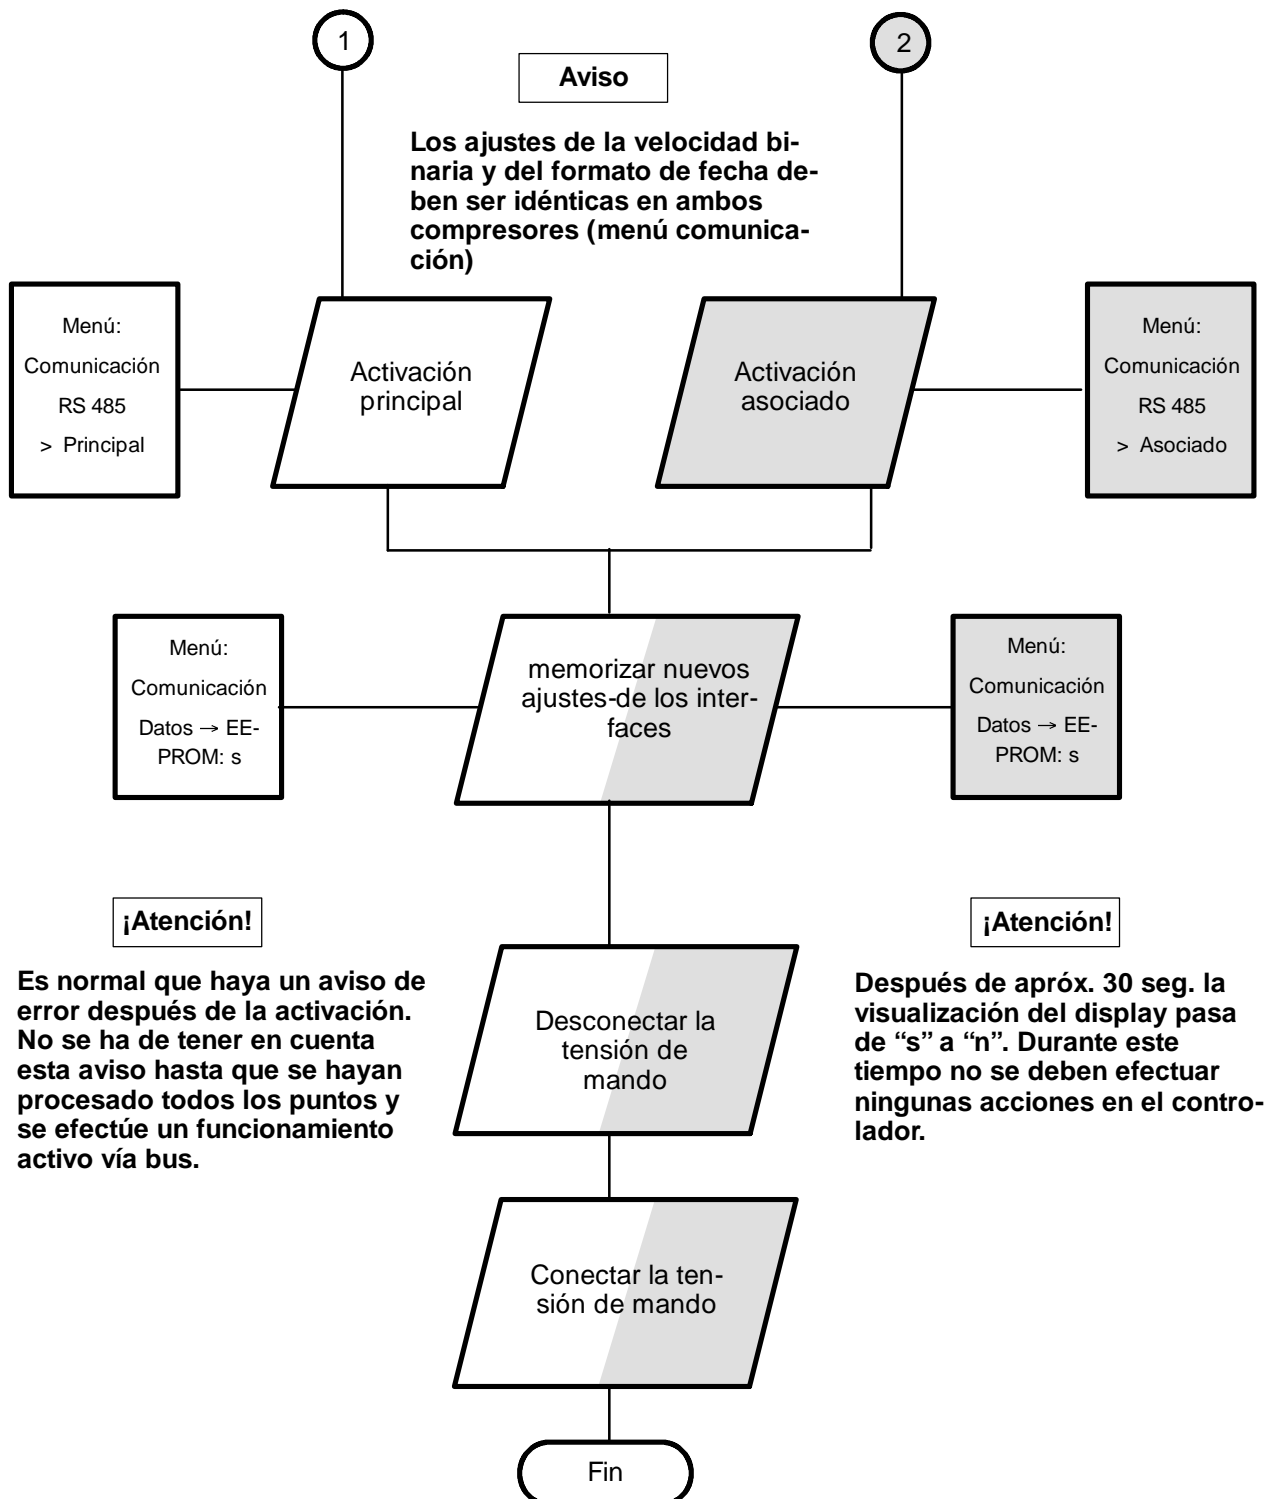 1
2
Aviso
Los ajustes de la velocidad bi-
naria y del formato de fecha de-
ben ser idénticas en ambos
compresores (menú comunica-
ción)
Menú:
Comunicación
RS 485
> Principal
Activación
principal
Activación
asociado
Menú:
Comunicación
RS 485
> Asociado
Menú:
Comunicación
Datos → EE-
PROM: s
memorizar nuevos
ajustes-de los inter-
faces
Menú:
Comunicación
Datos → EE-
PROM: s
¡Atención!
Es normal que haya un aviso de
error después de la activación.
No se ha de tener en cuenta
esta aviso hasta que se hayan
procesado todos los puntos y
se efectúe un funcionamiento
activo vía bus.
Desconectar la
tensión de
mando
¡Atención!
Después de apróx. 30 seg. la
visualización del display pasa
de “s” a “n”. Durante este
tiempo no se deben efectuar
ningunas acciones en el contro-
lador.
Conectar la ten-
sión de mando
Fin